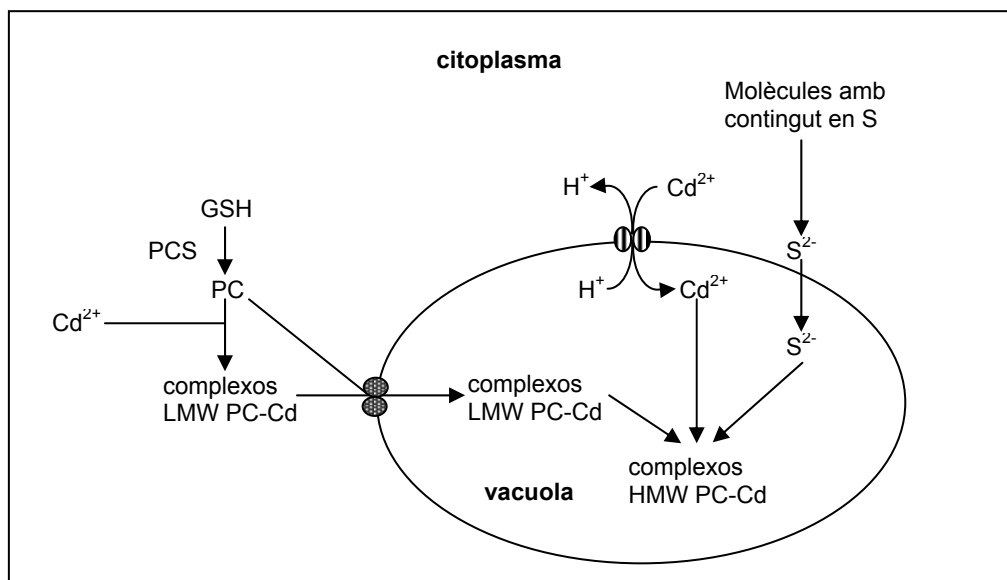 citoplasma
Molècules amb
contingut en S
H⁺
Cd²⁺
GSH
PCS
S²⁻
PC
H⁺
Cd²⁺
Cd²⁺
S²⁻
complexos
LMW PC-Cd
complexos
LMW PC-Cd
complexos
HMW PC-Cd
vacuola